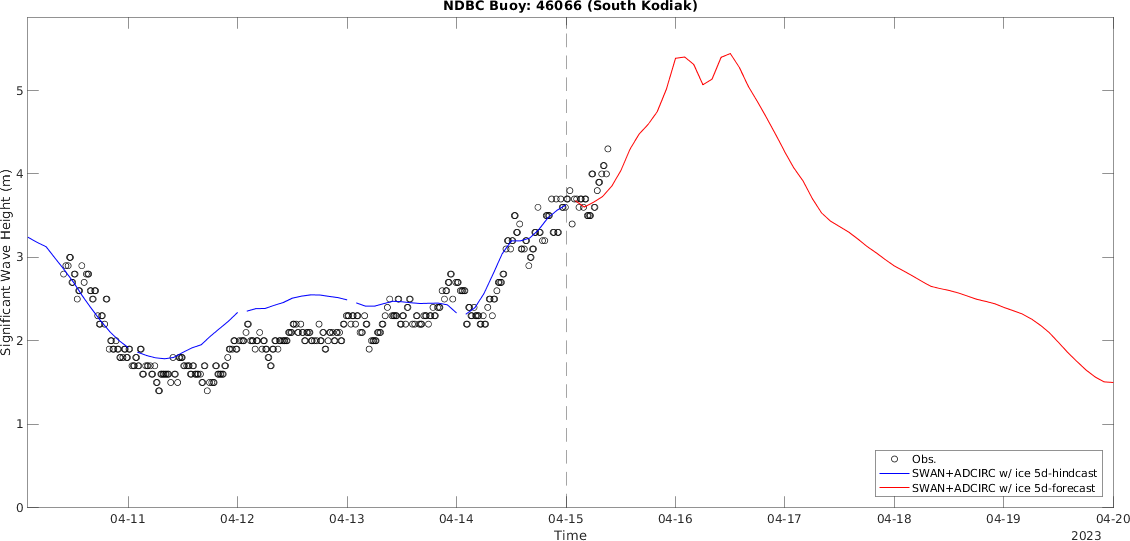 NDBC Buoy: 46066 (South Kodiak)
Significant Wave Height (m)
5
4
3
2
1
0
Obs.
SWAN+ADCIRC w/ ice 5d-hindcast
SWAN+ADCIRC w/ ice 5d-forecast
04-11 04-12 04-13 04-14 04-15 04-16 04-17 04-18 04-19 04-20
Time
2023